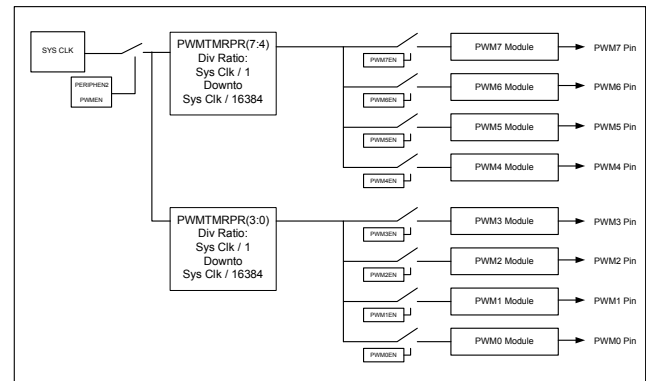 SYS CLK
PERIPHEN2
PWMEN
PWMTMRPR(7:4)
Div Ratio:
Sys Clk / 1
Downto
Sys Clk / 16384
PWM7EN
PWM7 Module
PWM7 Pin
PWM6EN
PWM6 Module
PWM6 Pin
PWM5EN
PWM5 Module
PWM5 Pin
PWM4EN
PWM4 Module
PWM4 Pin
PWMTMRPR(3:0)
Div Ratio:
Sys Clk / 1
Downto
Sys Clk / 16384
PWM3EN
PWM3 Module
PWM3 Pin
PWM2EN
PWM2 Module
PWM2 Pin
PWM1EN
PWM1 Module
PWM1 Pin
PWM0EN
PWM0 Module
PWM0 Pin